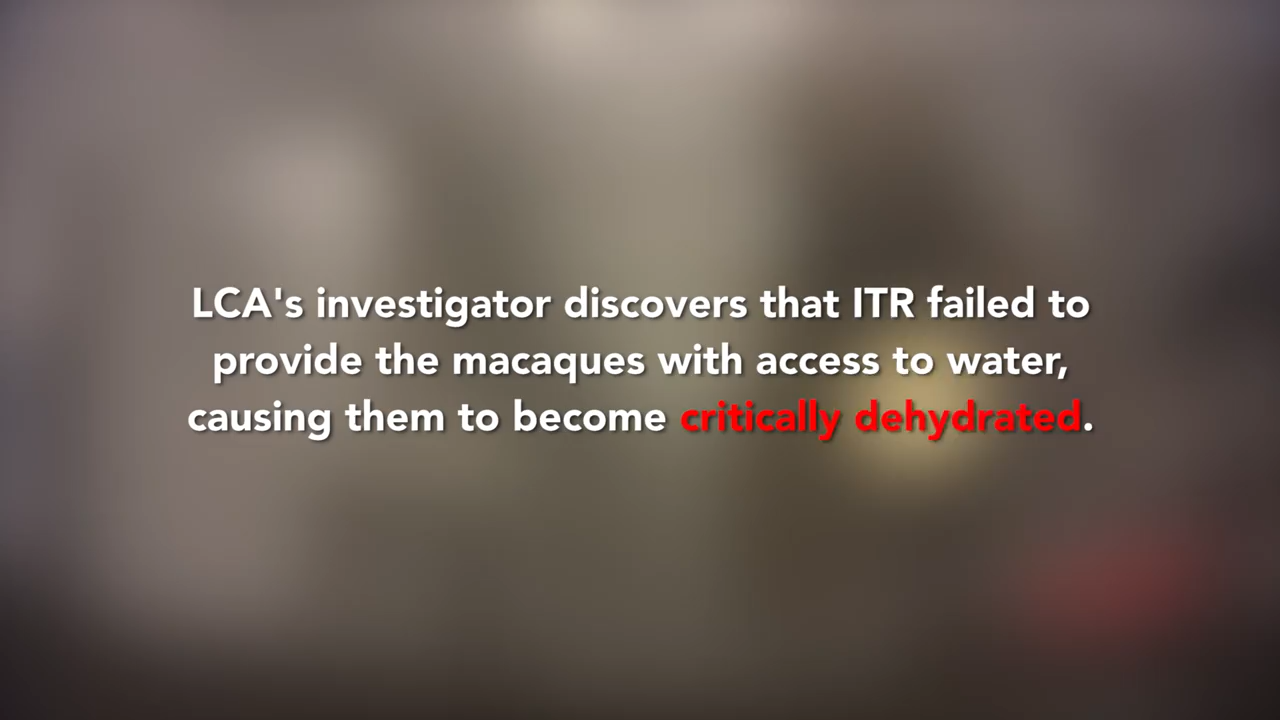 LCA's investigator discovers that ITR failed to
provide the macaques with access to water,
causing them to become critically dehydrated.